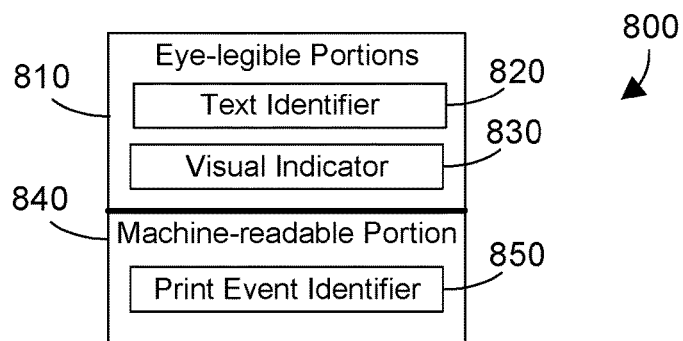 800
Eye-legible Portions
810
820
Text Identifier
830
Visual Indicator
840
Machine-readable Portion
850
Print Event Identifier